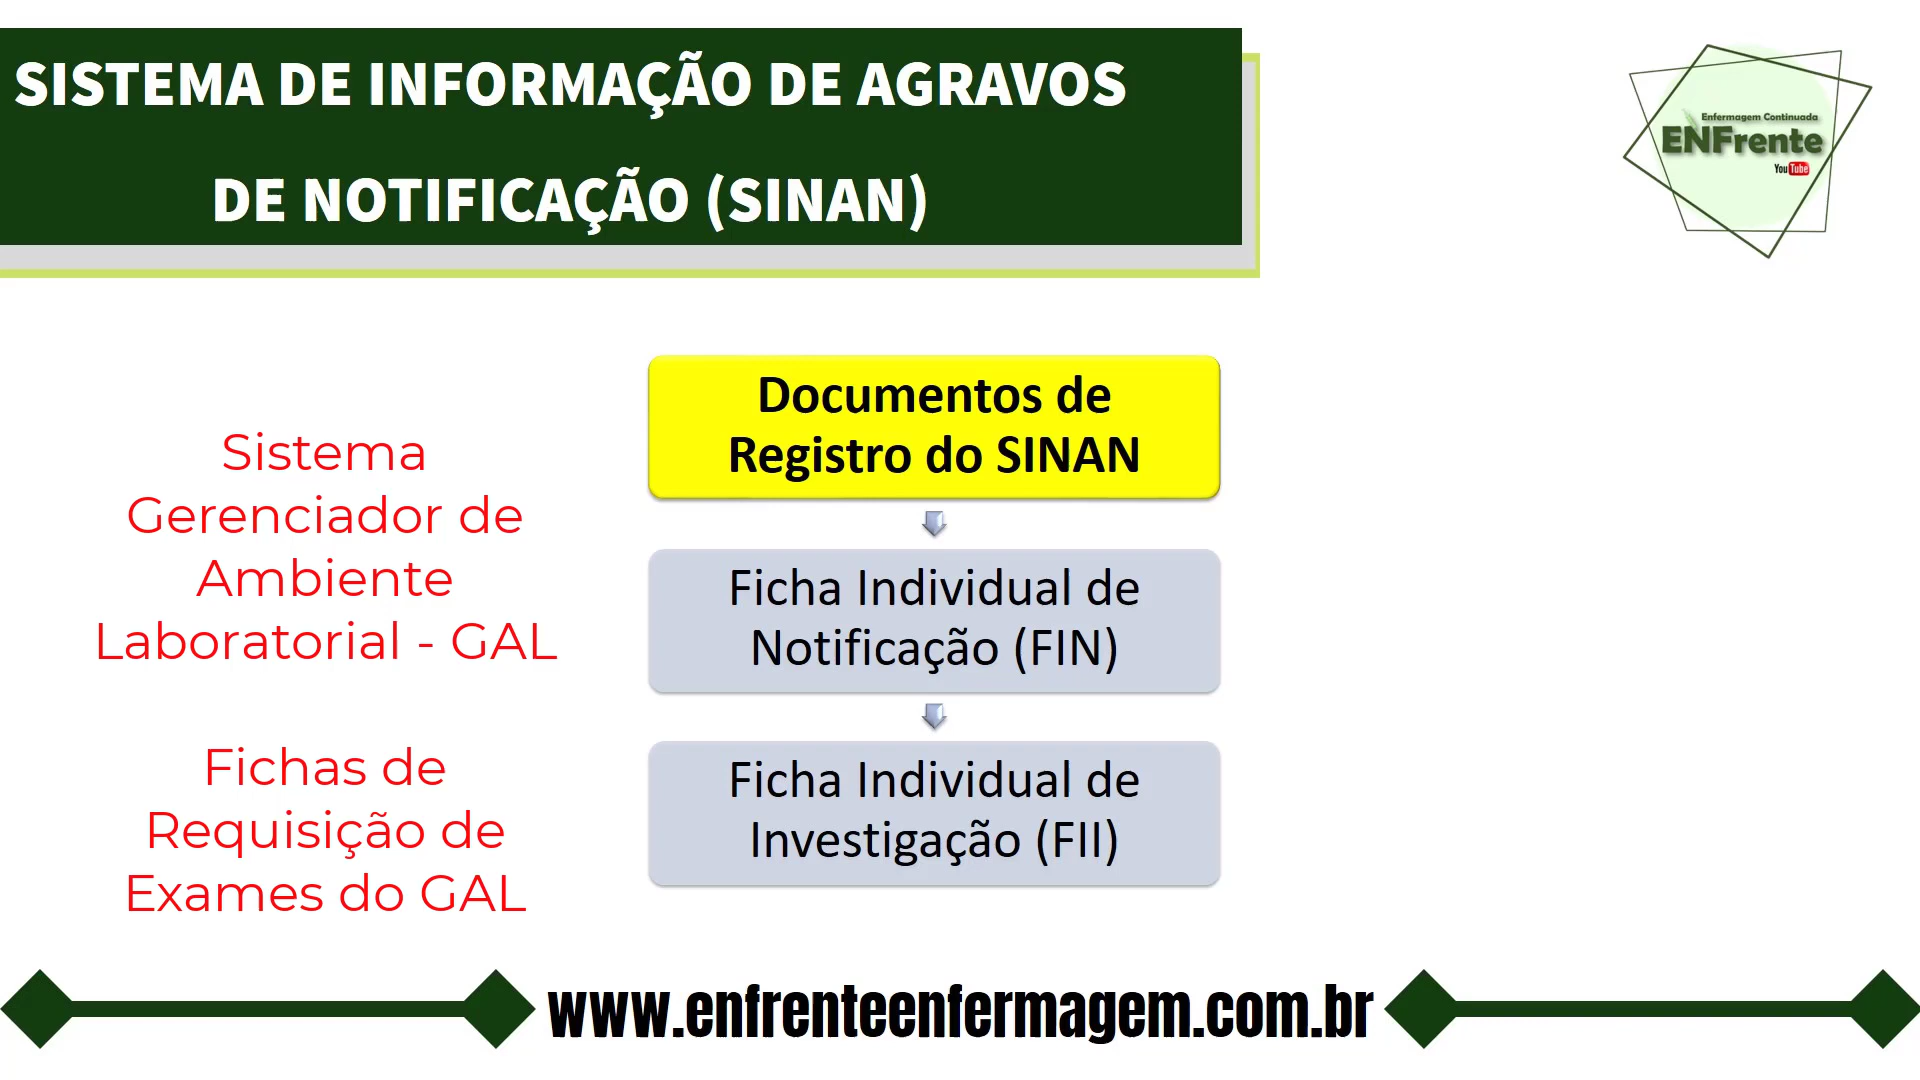 SISTEMA DE INFORMAÇÃO DE AGRAVOS
DE NOTIFICAÇÃO (SINAN)
Enfermagem Continuada
ENFrente
YouTube
Sistema
Gerenciador de
Ambiente
Laboratorial - GAL
Fichas de
Requisição de
Exames do GAL
Documentos de
Registro do SINAN
Ficha Individual de
Notificação (FIN)
Ficha Individual de
Investigação (FII)
www.enfrenteenfermagem.com.br